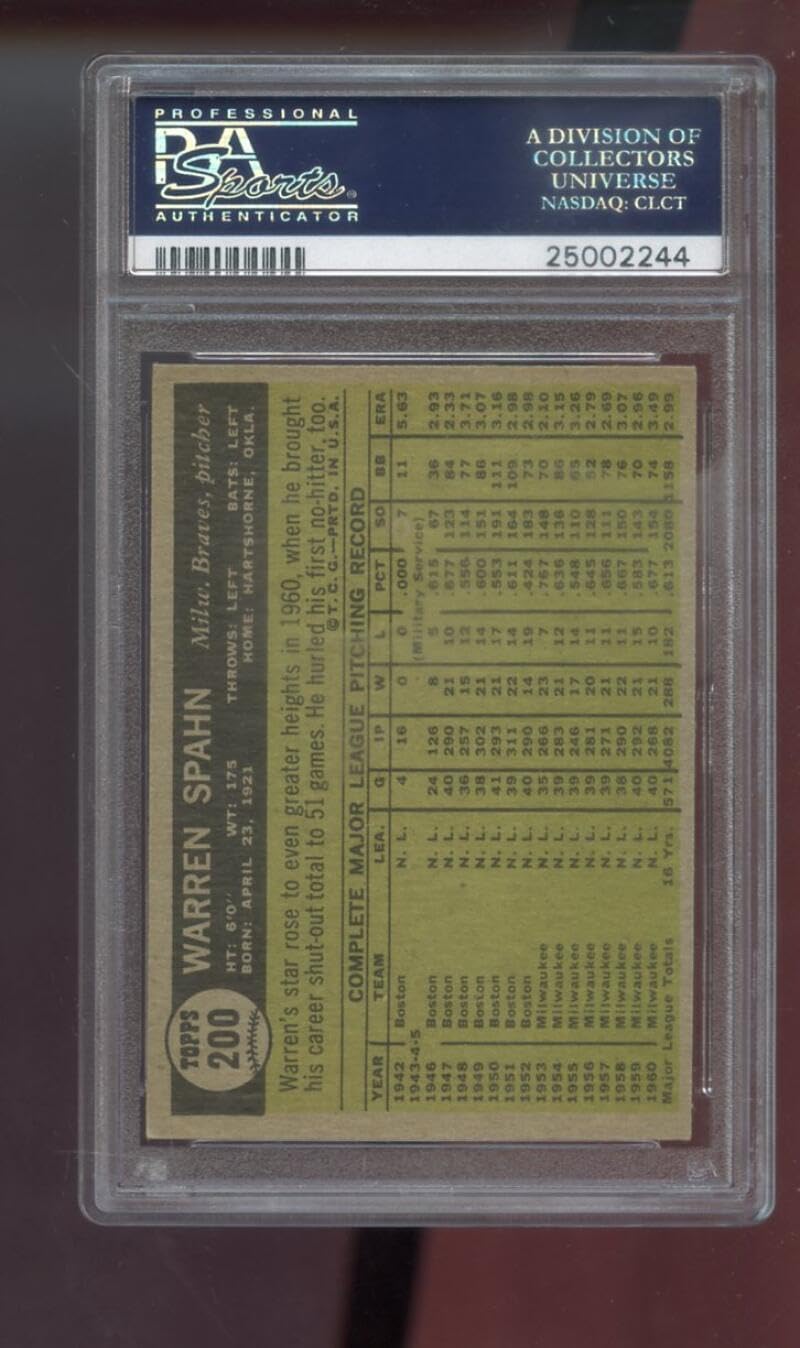 PROFESSIONAL
PSA
Sports
AUTHENTICATOR
A DIVISION OF
COLLECTORS
UNIVERSE
NASDAQ: CLCT
25002244
TOPPS
200
WARREN SPAHN Milw. Braves, pitcher
HT: 6'0" WT: 175 THROWS: LEFT BATS: LEFT
BORN: APRIL 23, 1921 HOME: HARTSHORNE, OKLA.
Warren's star rose to even greater heights in 1960, when he brought
his career shut-out total to 51 games. He hurled his first no-hitter, too.
©T. C. G.—PRTD. IN U.S.A.
COMPLETE MAJOR LEAGUE PITCHING RECORD
YEAR TEAM LEA. G IP W L PCT SO BB ERA
1942 Boston N. L. 4 16 0 0 .000 7 11 5.63
1943-4-5 (Military Service)
1946 Boston N. L. 24 126 8 5 .615 67 36 2.93
1947 Boston N. L. 40 290 21 10 .677 123 84 2.33
1948 Boston N. L. 36 257 15 12 .556 114 77 3.71
1949 Boston N. L. 38 302 21 14 .600 151 86 3.07
1950 Boston N. L. 41 293 21 17 .553 191 111 3.16
1951 Boston N. L. 39 311 22 14 .611 164 109 2.98
1952 Boston N. L. 40 290 14 19 .424 183 73 2.98
1953 Milwaukee N. L. 35 266 23 7 .767 148 70 2.10
1954 Milwaukee N. L. 39 283 21 12 .636 136 86 3.15
1955 Milwaukee N. L. 39 246 17 14 .548 110 65 3.26
1956 Milwaukee N. L. 39 281 20 11 .645 128 52 2.79
1957 Milwaukee N. L. 39 271 21 11 .656 111 78 2.69
1958 Milwaukee N. L. 38 290 22 11 .667 150 76 3.07
1959 Milwaukee N. L. 40 292 21 15 .583 143 70 2.96
1960 Milwaukee N. L. 40 268 21 10 .677 154 74 3.49
Major League Totals 16 Yrs. 571 4082 288 182 .613 2080 1158 2.99